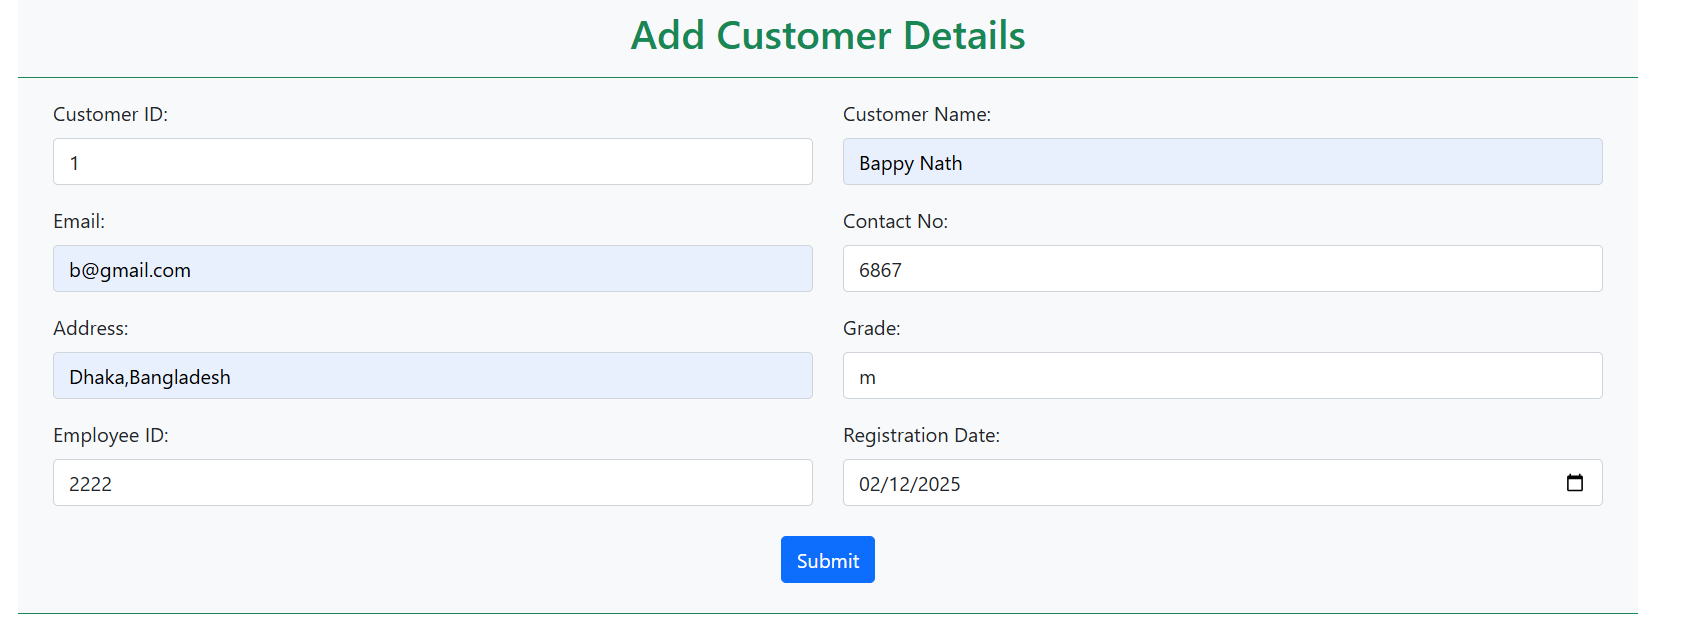 Add Customer Details
Customer ID:
1
Customer Name:
Bappy Nath
Email:
b@gmail.com
Contact No:
6867
Address:
Dhaka,Bangladesh
Grade:
m
Employee ID:
2222
Registration Date:
02/12/2025
Submit